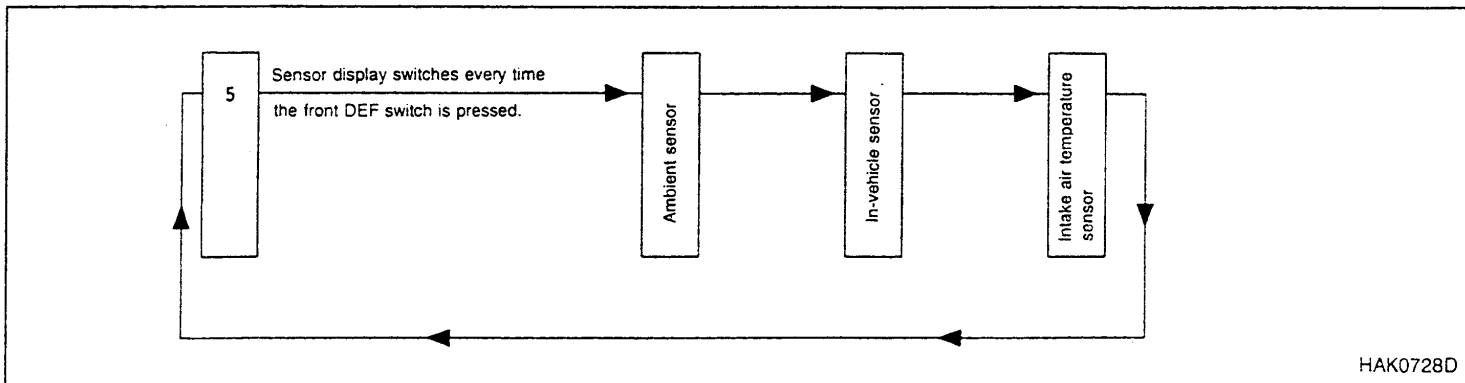 5
Sensor display switches every time
the front DEF switch is pressed.
Ambient sensor
In-vehicle sensor
Intake air temperature
sensor
HAK0728D